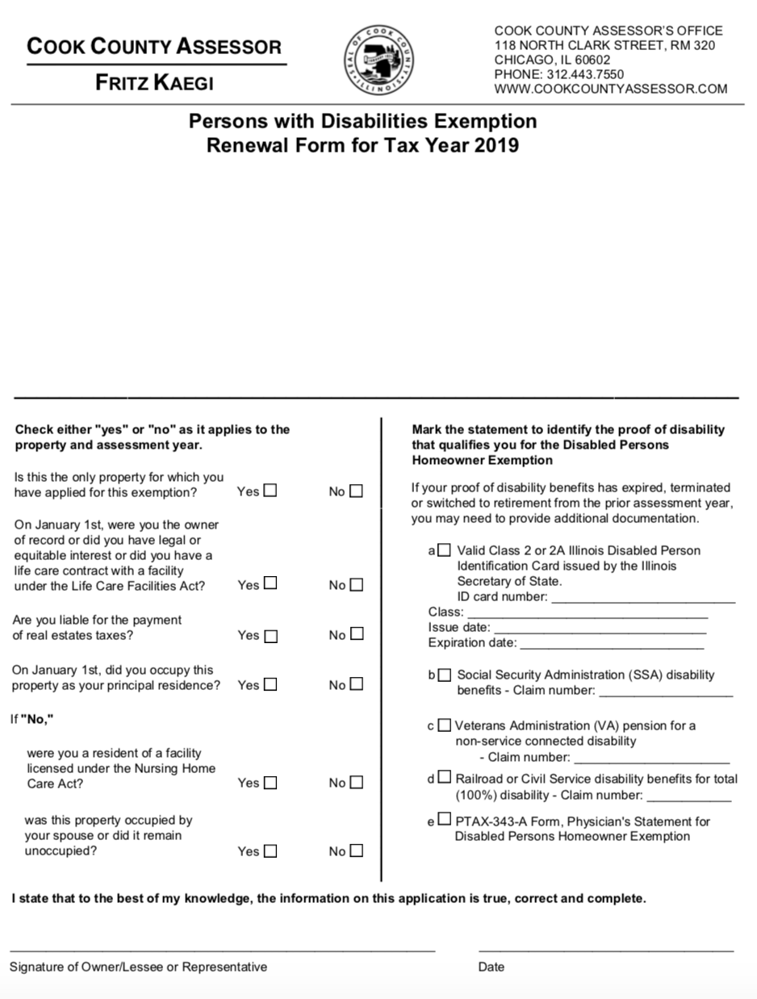 COOK COUNTY ASSESSOR
FRITZ KAEGI
SEAL OF COOK COUNTY
ILLINOIS
COOK COUNTY ASSESSOR'S OFFICE
118 NORTH CLARK STREET, RM 320
CHICAGO, IL 60602
PHONE: 312.443.7550
WWW.COOKCOUNTYASSESSOR.COM
Persons with Disabilities Exemption
Renewal Form for Tax Year 2019
Check either "yes" or "no" as it applies to the
property and assessment year.
Is this the only property for which you
have applied for this exemption? Yes No
On January 1st, were you the owner
of record or did you have legal or
equitable interest or did you have a
life care contract with a facility
under the Life Care Facilities Act? Yes No
Are you liable for the payment
of real estates taxes? Yes No
On January 1st, did you occupy this
property as your principal residence? Yes No
If "No,"
were you a resident of a facility
licensed under the Nursing Home
Care Act? Yes No
was this property occupied by
your spouse or did it remain
unoccupied? Yes No
Mark the statement to identify the proof of disability
that qualifies you for the Disabled Persons
Homeowner Exemption
If your proof of disability benefits has expired, terminated
or switched to retirement from the prior assessment year,
you may need to provide additional documentation.
a Valid Class 2 or 2A Illinois Disabled Person
Identification Card issued by the Illinois
Secretary of State.
ID card number: ____________________
Class: ____________________
Issue date: ____________________
Expiration date: ____________________
b Social Security Administration (SSA) disability
benefits - Claim number: ____________________
c Veterans Administration (VA) pension for a
non-service connected disability
- Claim number: ____________________
d Railroad or Civil Service disability benefits for total
(100%) disability - Claim number: ____________
e PTAX-343-A Form, Physician's Statement for
Disabled Persons Homeowner Exemption
I state that to the best of my knowledge, the information on this application is true, correct and complete.
Signature of Owner/Lessee or Representative
Date